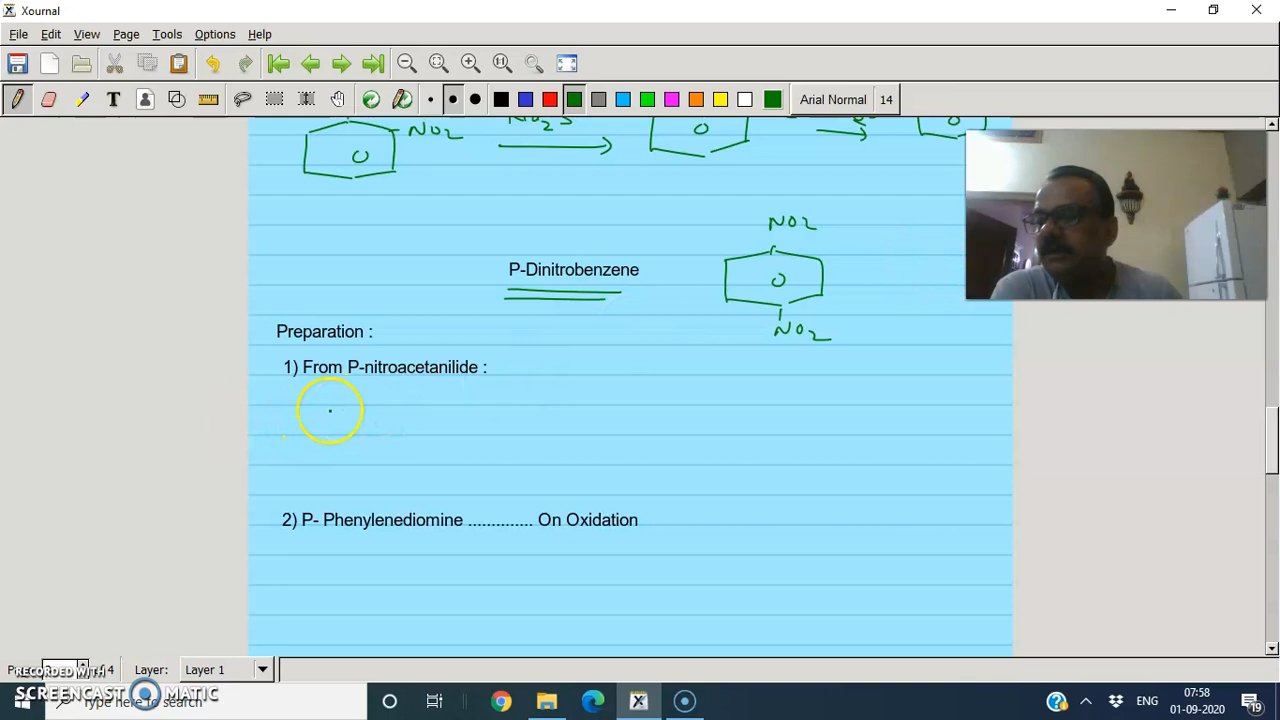 Xournal
File Edit View Page Tools Options Help
Arial Normal 14
NO2
NO2
P-Dinitrobenzene
NO2
Preparation :
1) From P-nitroacetanilide :
2) P- Phenylenediomine .............. On Oxidation
Layer: Layer 1
RECORDED WITH
SCREENCAST MATIC
Type here to search
ENG
07:58
01-09-2020
19